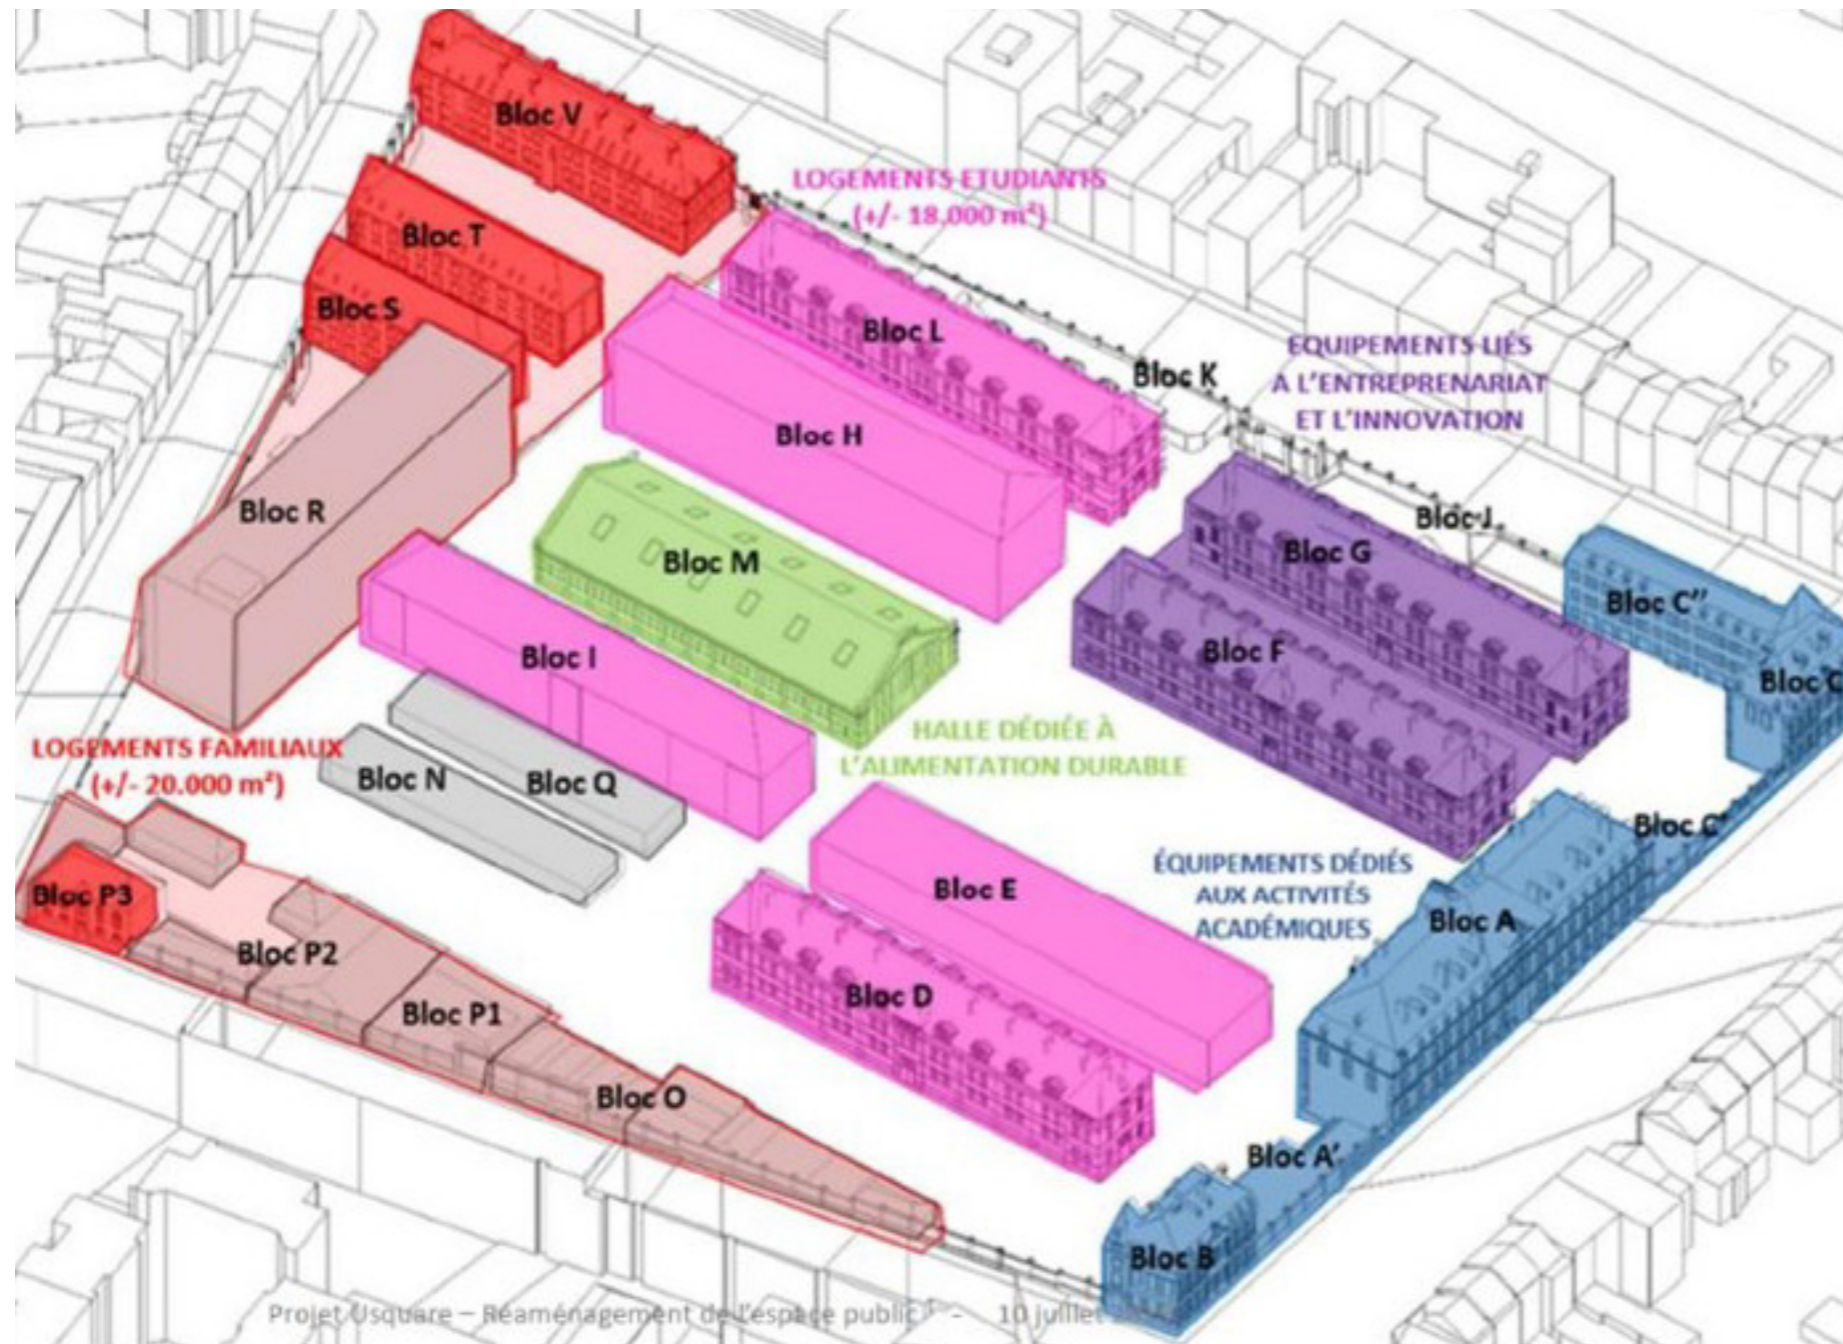 Bloc V
LOGEMENTS ETUDIANTS
(+/- 18.000 m²)
Bloc T
Bloc S
Bloc L
Bloc K
EQUIPEMENTS LIÉS
À L'ENTREPRENARIAT
ET L'INNOVATION
Bloc H
Bloc R
Bloc M
Bloc J
Bloc G
Bloc C''
Bloc I
Bloc F
Bloc C
LOGEMENTS FAMILIAUX
(+/- 20.000 m²)
HALLE DÉDIÉE À
L'ALIMENTATION DURABLE
Bloc N
Bloc Q
Bloc C'
ÉQUIPEMENTS DÉDIÉS
AUX ACTIVITÉS
ACADÉMIQUES
Bloc P3
Bloc E
Bloc A
Bloc P2
Bloc D
Bloc P1
Bloc O
Bloc A'
Bloc B
Projet Usquare – Réaménagement de l'espace public - 10 juillet